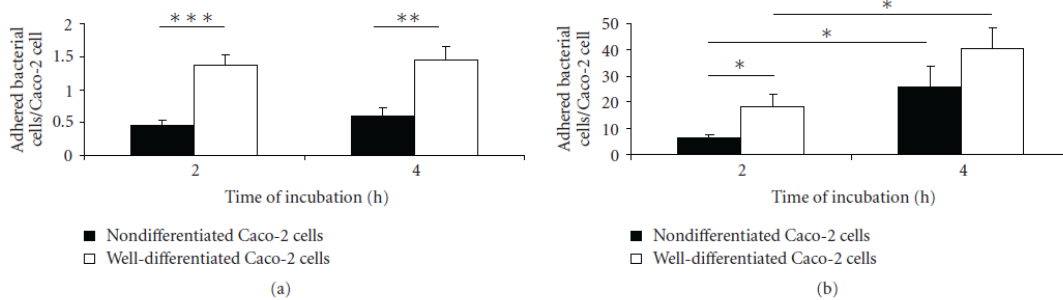 Adhered bacterial
cells/Caco-2 cell
2
1.5
1
0.5
0
***
**
2
4
Time of incubation (h)
Nondifferentiated Caco-2 cells
Well-differentiated Caco-2 cells
(a)
Adhered bacterial
cells/Caco-2 cell
50
40
30
20
10
0
*
*
*
2
4
Time of incubation (h)
Nondifferentiated Caco-2 cells
Well-differentiated Caco-2 cells
(b)